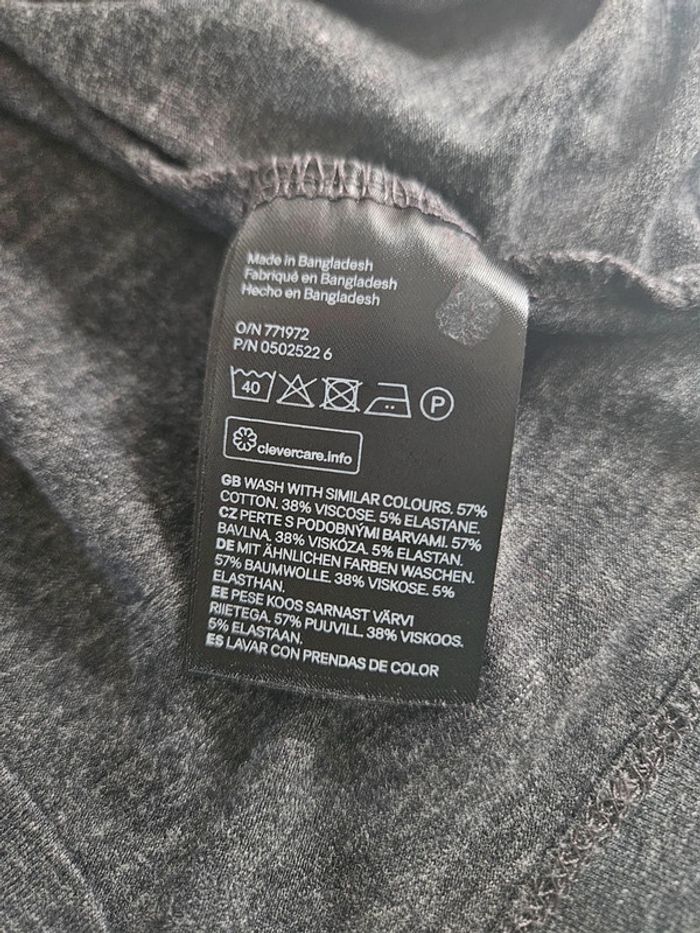 Made in Bangladesh
Fabriqué en Bangladesh
Hecho en Bangladesh
O/N 771972
P/N 0502522 6
40
P
clevercare.info
GB WASH WITH SIMILAR COLOURS. 57%
COTTON. 38% VISCOSE. 5% ELASTANE.
CZ PERTE S PODOBNÝMI BARVAMI. 57%
BAVLNA. 38% VISKÓZA. 5% ELASTAN.
DE MIT ÄHNLICHEN FARBEN WASCHEN.
57% BAUMWOLLE. 38% VISKOSE. 5%
ELASTHAN.
EE PESE KOOS SARNAST VÄRVI
RIIETEGA. 57% PUUVILL. 38% VISKOOS.
5% ELASTAAN.
ES LAVAR CON PRENDAS DE COLOR